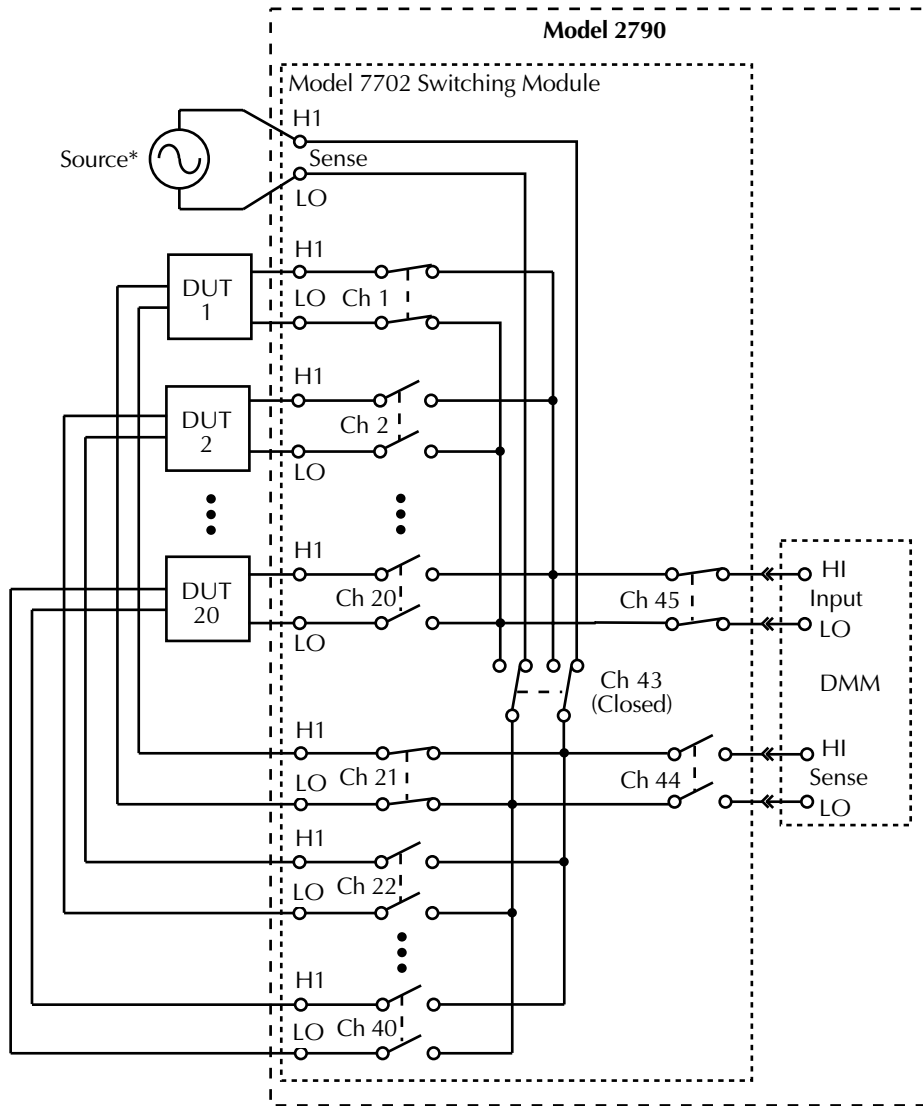 Model 2790
Model 7702 Switching Module
H1
Source*
Sense
LO
H1
DUT
1
LO
Ch 1
H1
DUT
2
Ch 2
LO
H1
DUT
20
Ch 20
LO
Ch 45
HI
Input
LO
Ch 43
(Closed)
DMM
H1
LO
Ch 21
Ch 44
HI
Sense
LO
H1
LO
Ch 22
H1
LO
Ch 40